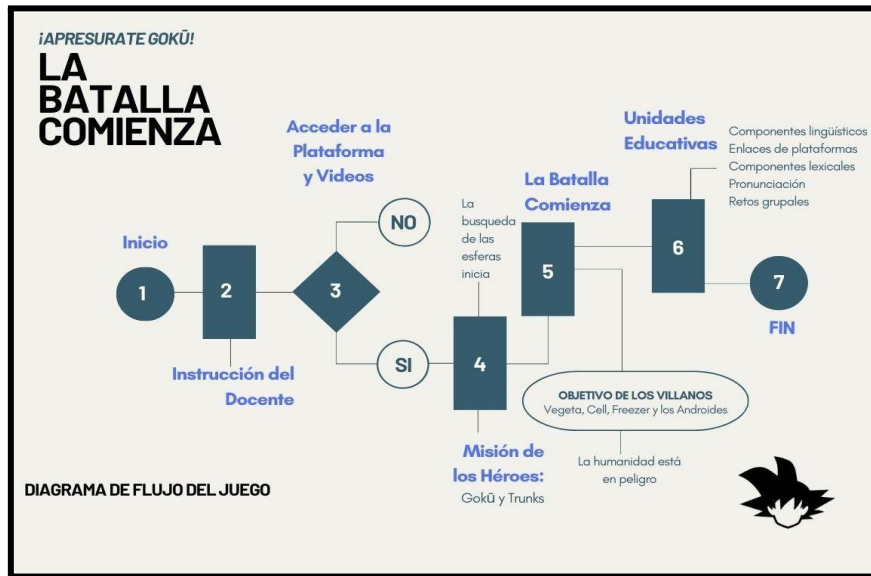 ¡APRESURATE GOKŪ!
LA
BATALLA
COMIENZA
Inicio
1
2
Instrucción del
Docente
Acceder a la
Plataforma
y Videos
3
NO
SI
La
busqueda
de las
esferas
inicia
4
Misión de
los Héroes:
Gokū y Trunks
La Batalla
Comienza
5
OBJETIVO DE LOS VILLANOS
Vegeta, Cell, Freezer y los Androides
La humanidad está
en peligro
Unidades
Educativas
Componentes lingüísticos
Enlaces de plataformas
Componentes lexicales
Pronunciación
Retos grupales
6
7
FIN
DIAGRAMA DE FLUJO DEL JUEGO